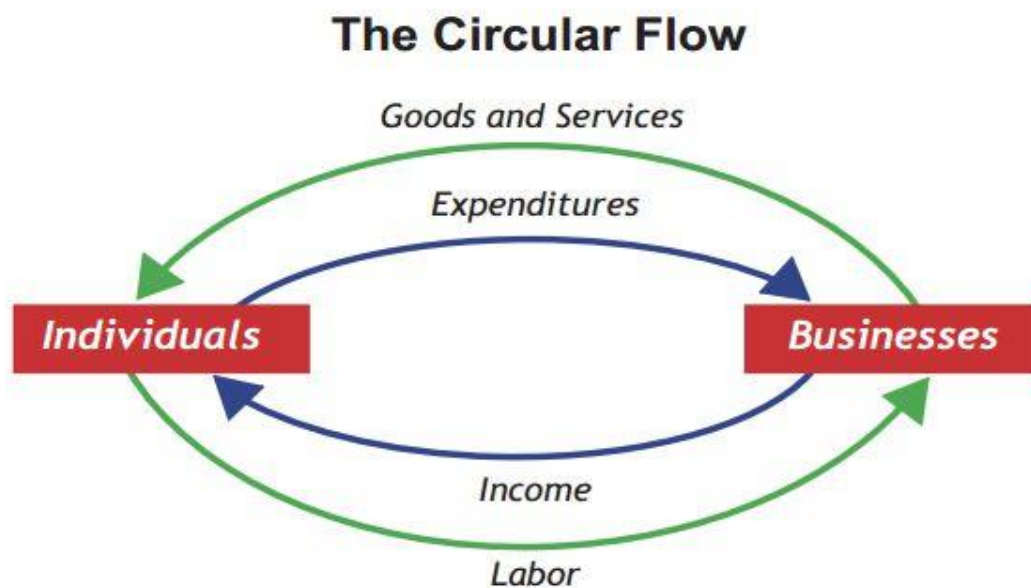 The Circular Flow
Goods and Services
Expenditures
Individuals
Businesses
Income
Labor